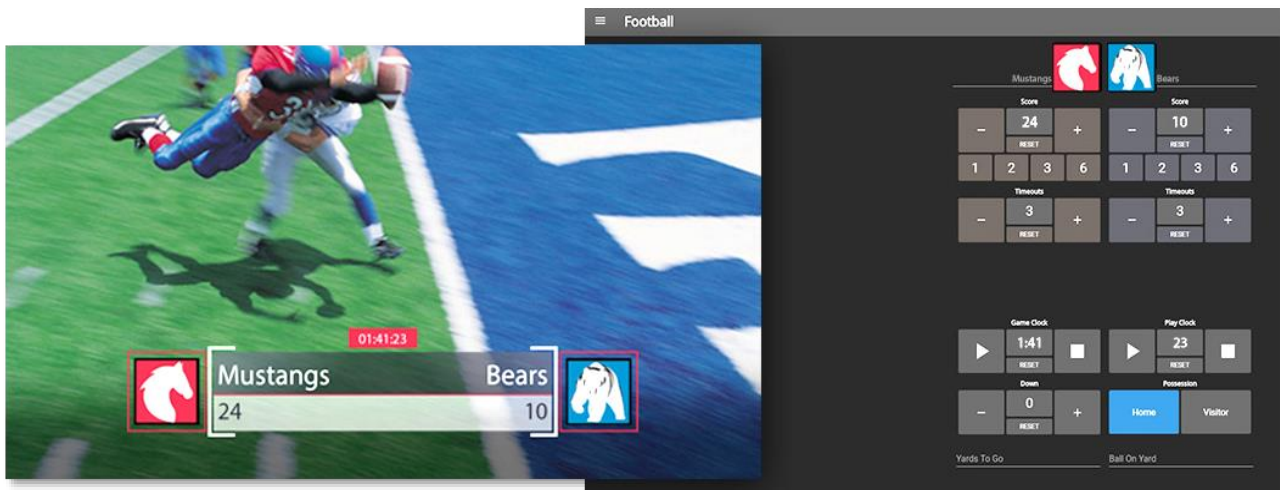 Football
Mustangs Bears
Score Score
- 24 + - 10 +
RESET RESET
1 2 3 6 1 2 3 6
Timeouts Timeouts
- 3 + - 3 +
RESET RESET
Game Clock Play Clock
1:41 23
RESET RESET
Down Possession
- 0 + Home Visitor
RESET
Yards To Go Ball On Yard
01:41:23
Mustangs Bears
24 10